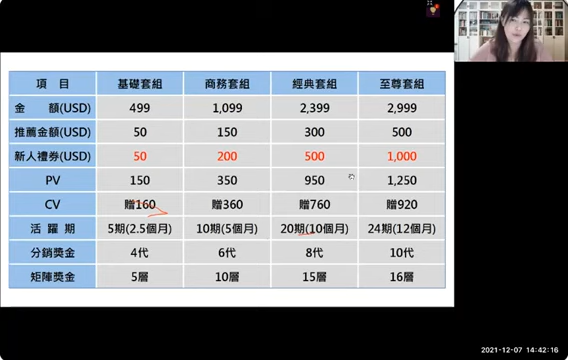 項 目 基礎套組 商務套組 經典套組 至尊套組
金 額(USD) 499 1,099 2,399 2,999
推薦金額(USD) 50 150 300 500
新人禮券(USD) 50 200 500 1,000
PV 150 350 950 1,250
CV 贈160 贈360 贈760 贈920
活 躍 期 5期(2.5個月) 10期(5個月) 20期(10個月) 24期(12個月)
分銷獎金 4代 6代 8代 10代
矩陣獎金 5層 10層 15層 16層
2021-12-07 14:42:16